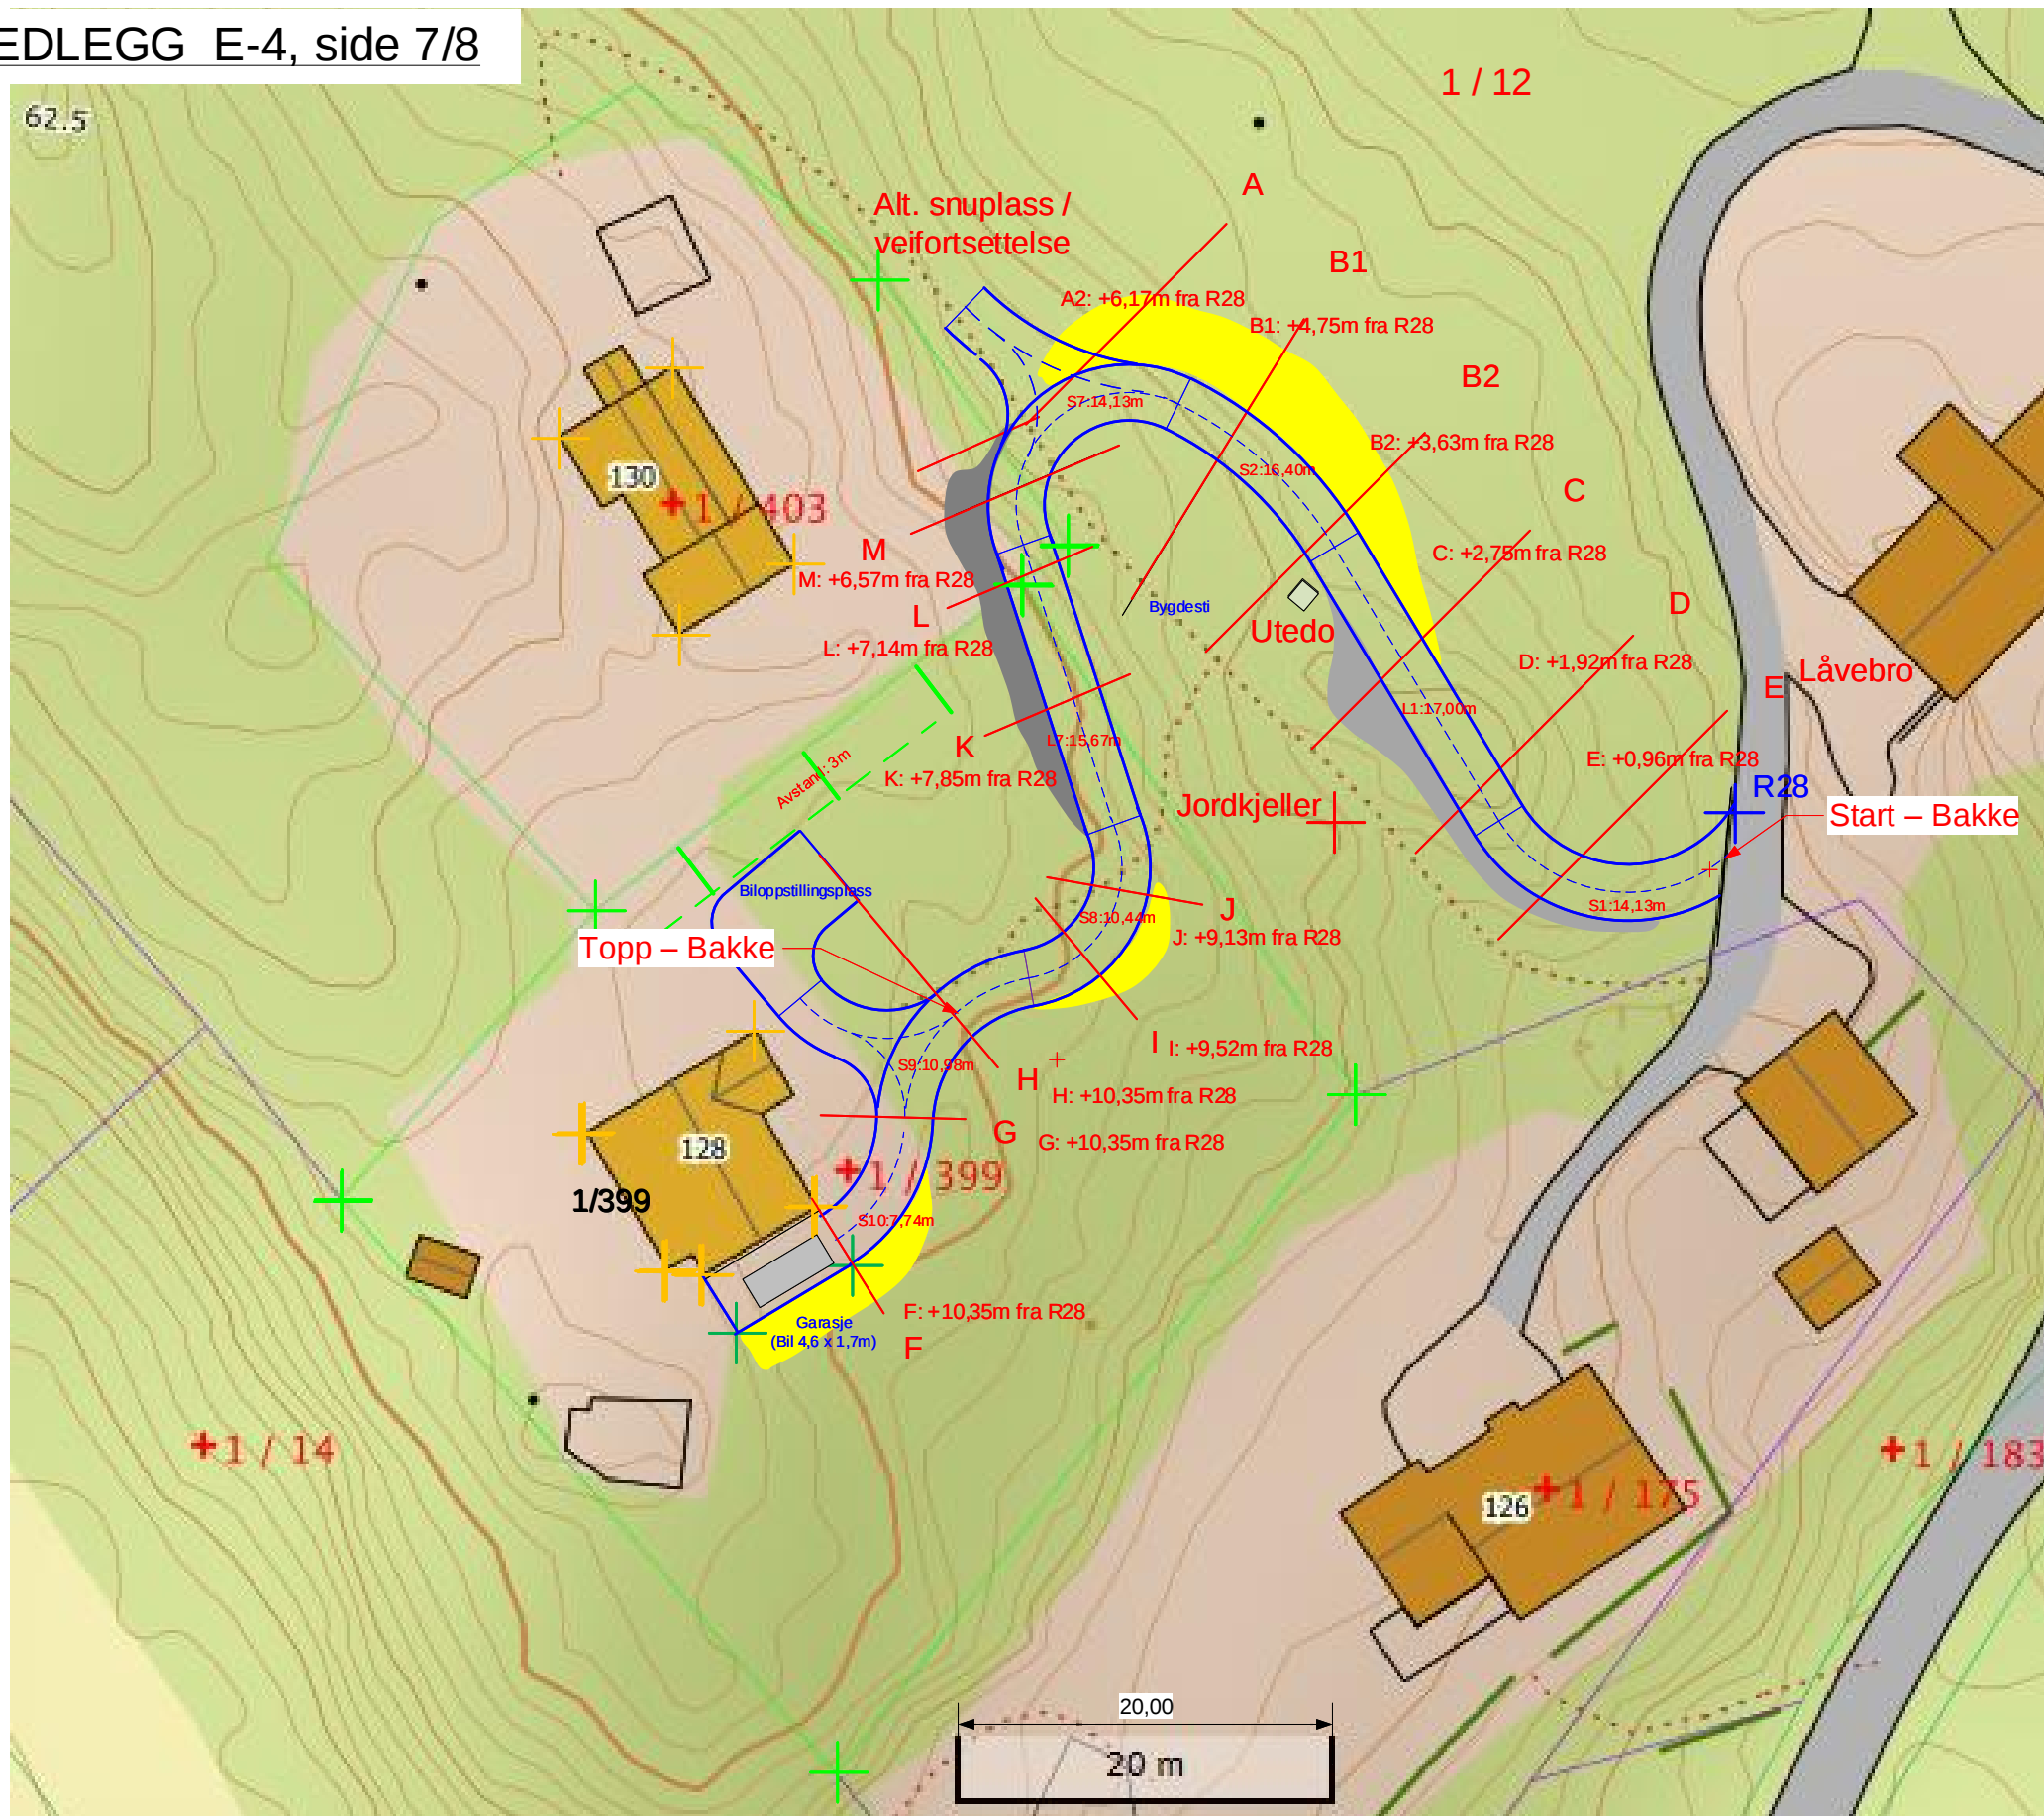 EDLEGG E-4, side 7/8
62.5
1 / 12
A
Alt. snuplass /
veifortsettelse
B1
A2: +6,17m fra R28
B1: +4,75m fra R28
B2
S7:14,13m
B2: +3,63m fra R28
S2:16,40m
130
1 / 403
C
M
C: +2,75m fra R28
M: +6,57m fra R28
Bygdesti
D
L
Utedo
L: +7,14m fra R28
D: +1,92m fra R28
Låvebro
E
L1:17,00m
K
L7:15,67m
E: +0,96m fra R28
Avstand: 3m
K: +7,85m fra R28
R28
Jordkjeller
Start – Bakke
Biloppstillingsplass
S8:10,44m
J
S1:14,13m
J: +9,13m fra R28
Topp – Bakke
I
I: +9,52m fra R28
S9:10,98m
H
H: +10,35m fra R28
G
G: +10,35m fra R28
128
1 / 399
1/399
S10:7,74m
F: +10,35m fra R28
Garasje
(Bil 4,6 x 1,7m)
F
1 / 14
1 / 183
126
1 / 175
20,00
20 m